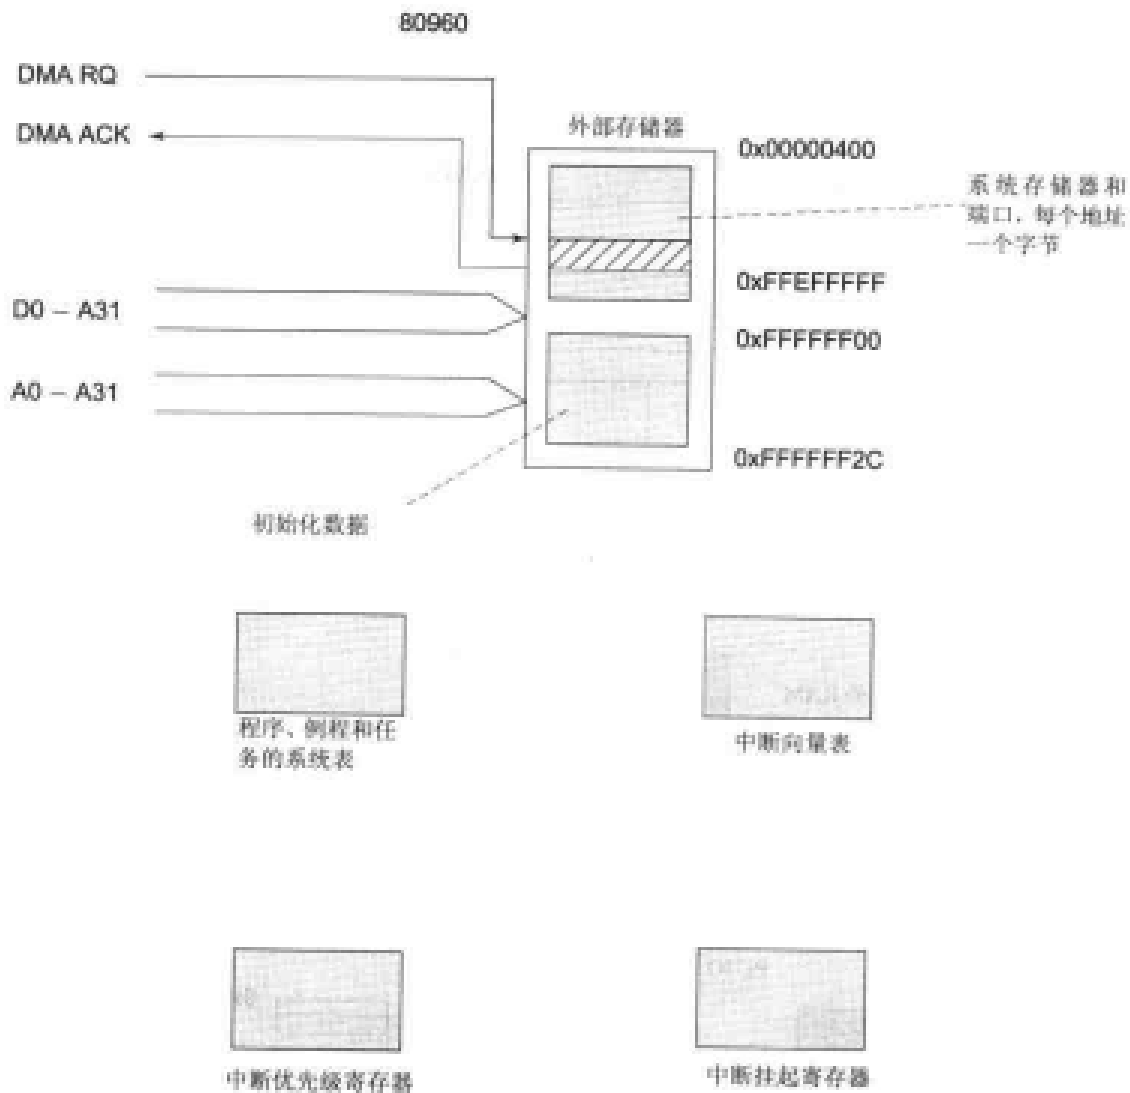 80960
DMA RQ
DMA ACK
外部存储器
0x00000400
系统存储器和
端口，每个地址
一个字节
0xFFEFFFFF
D0 – A31
0xFFFFFF00
A0 – A31
0xFFFFFF2C
初始化数据
程序、例程和任
务的系统表
中断向量表
中断优先级寄存器
中断挂起寄存器